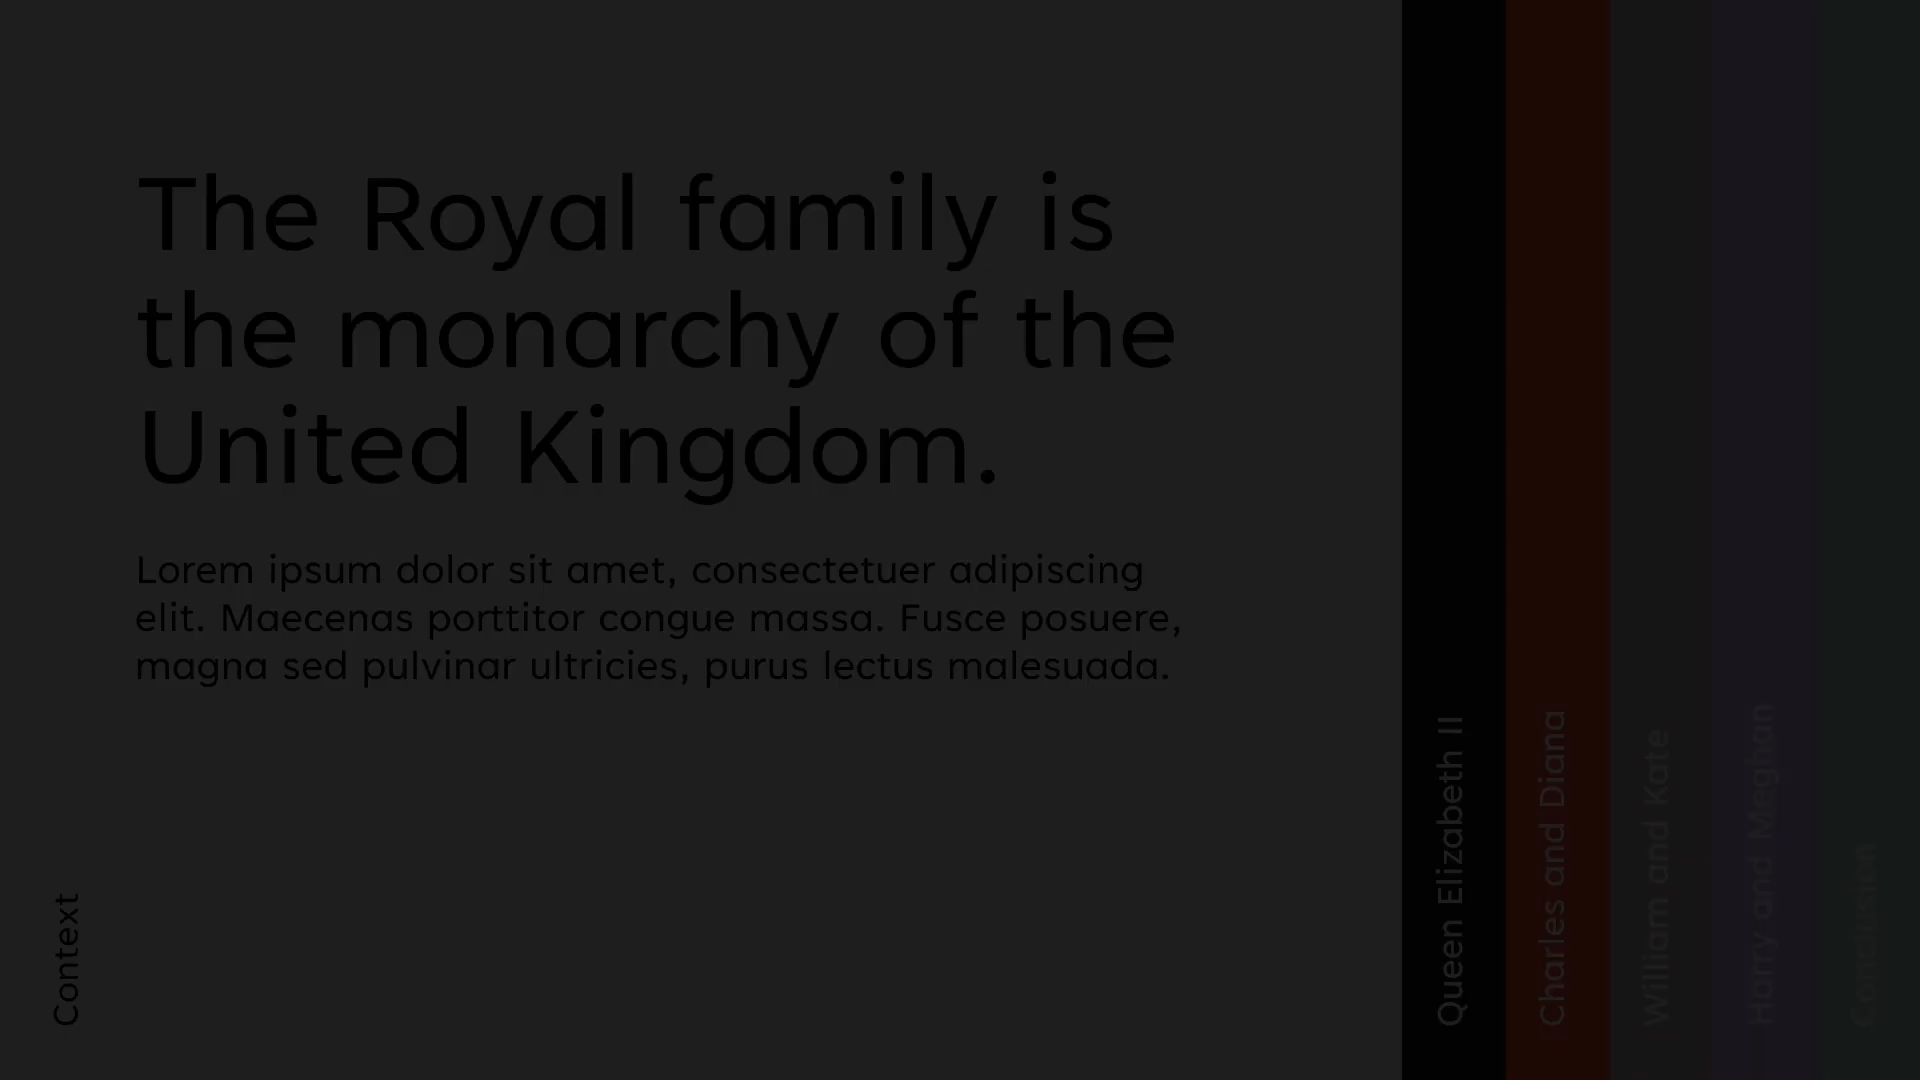 The Royal family is
the monarchy of the
United Kingdom.
Lorem ipsum dolor sit amet, consectetuer adipiscing
elit. Maecenas porttitor congue massa. Fusce posuere,
magna sed pulvinar ultricies, purus lectus malesuada.
Context
Queen Elizabeth II
Charles and Diana
William and Kate
Harry and Meghan
Conclusion